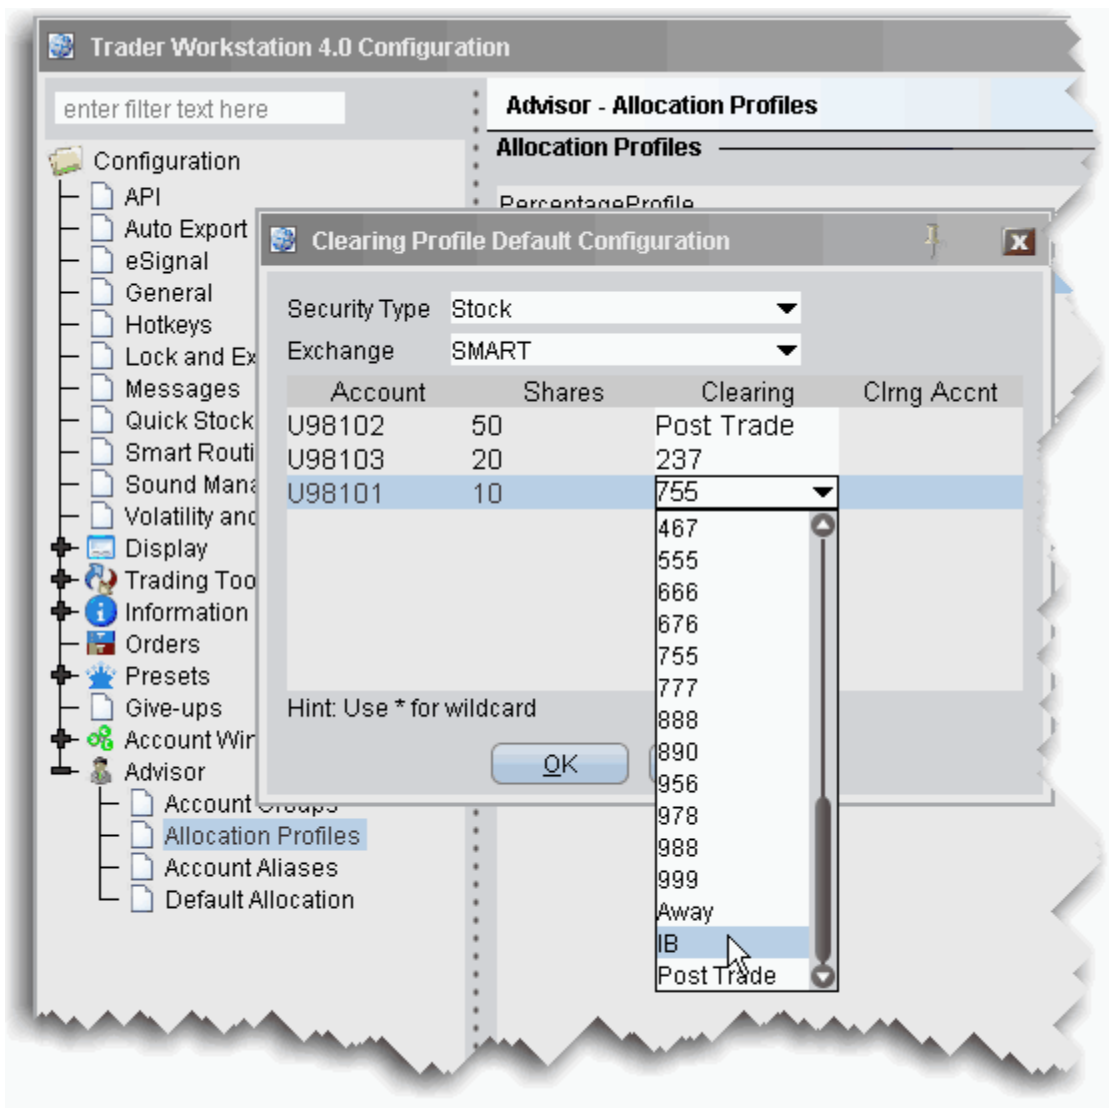 Trader Workstation 4.0 Configuration
enter filter text here
Advisor - Allocation Profiles
Allocation Profiles
Configuration
API
PercentageProfile
Auto Export
Clearing Profile Default Configuration
X
eSignal
General
Security Type Stock
Hotkeys
Exchange SMART
Lock and Ex
Messages
Account Shares Clearing Clrng Accnt
Quick Stock
U98102 50 Post Trade
Smart Routi
U98103 20 237
Sound Mana
U98101 10 755
Volatility and
467
Display
555
Trading Too
666
Information
676
Orders
755
Presets
777
Give-ups
Hint: Use * for wildcard
888
Account Wir
890
Advisor
OK
956
Account Groups
978
Allocation Profiles
988
Account Aliases
999
Default Allocation
Away
IB
Post Trade